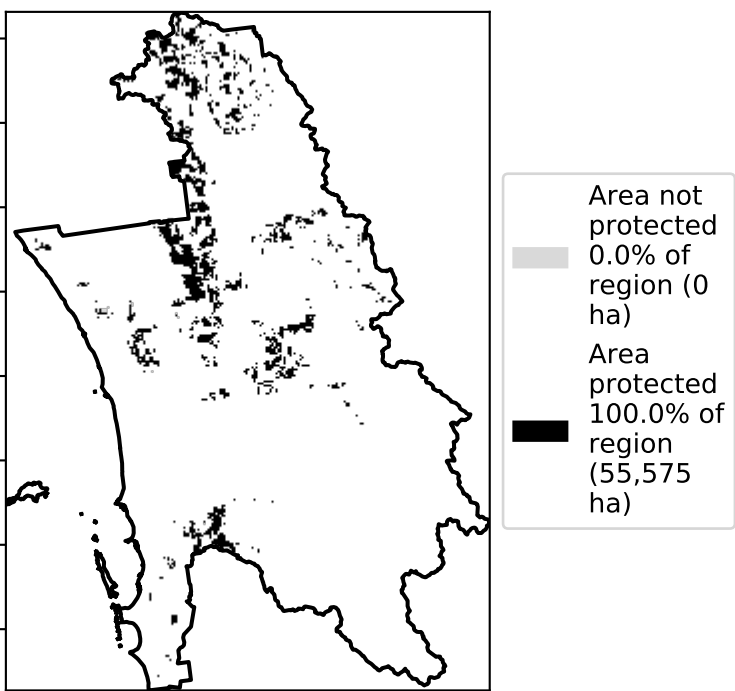 Area not
protected
0.0% of
region (0
ha)
Area
protected
100.0% of
region
(55,575
ha)